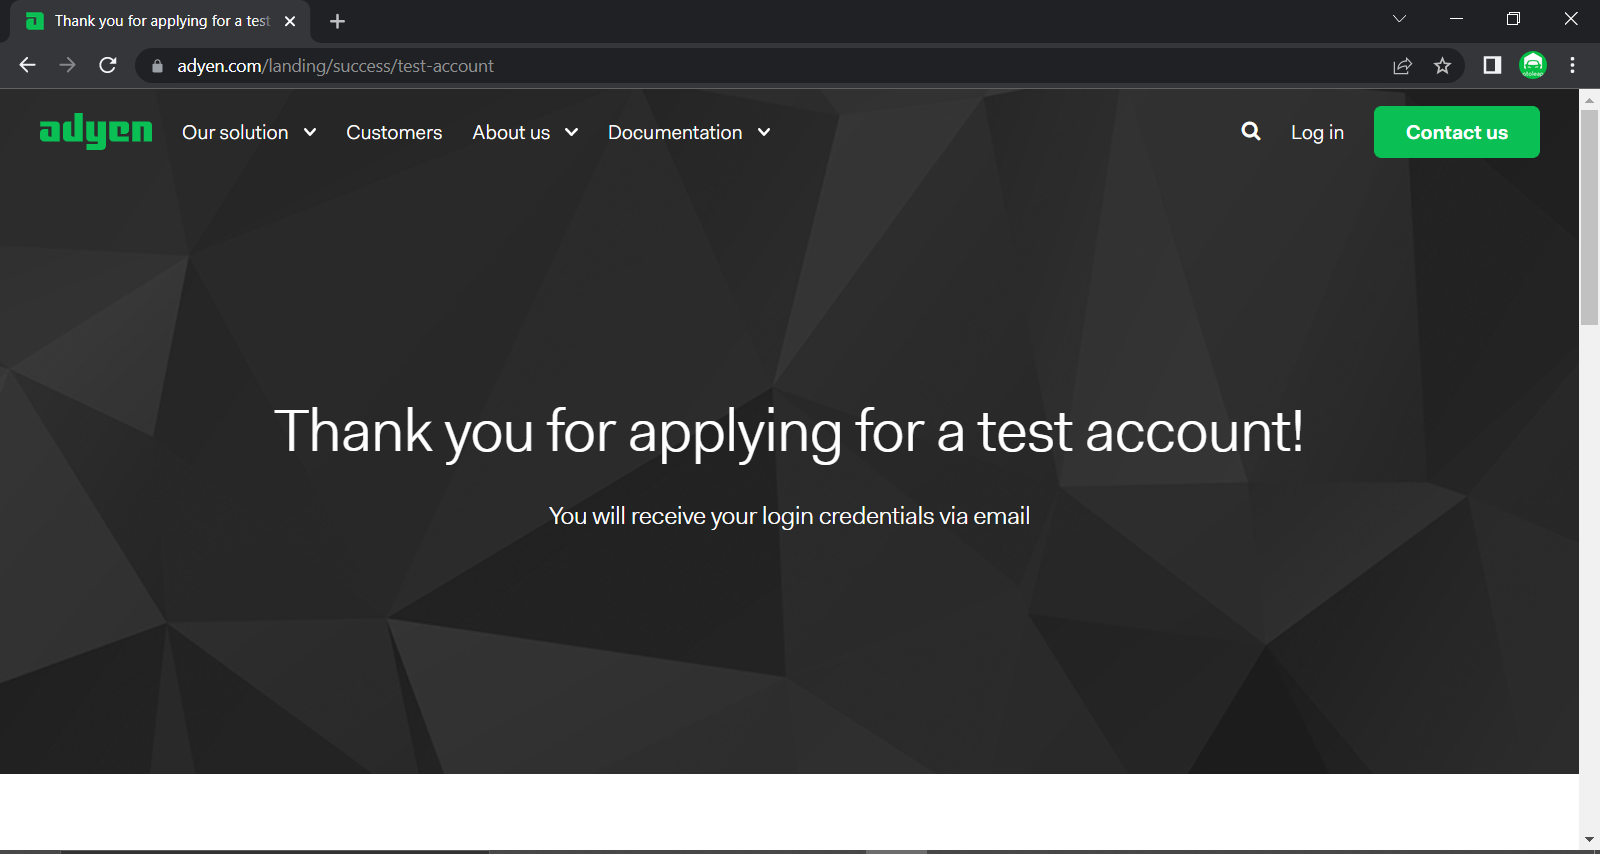 Thank you for applying for a test
adyen.com/landing/success/test-account
adyen Our solution Customers About us Documentation Log in Contact us
Thank you for applying for a test account!
You will receive your login credentials via email